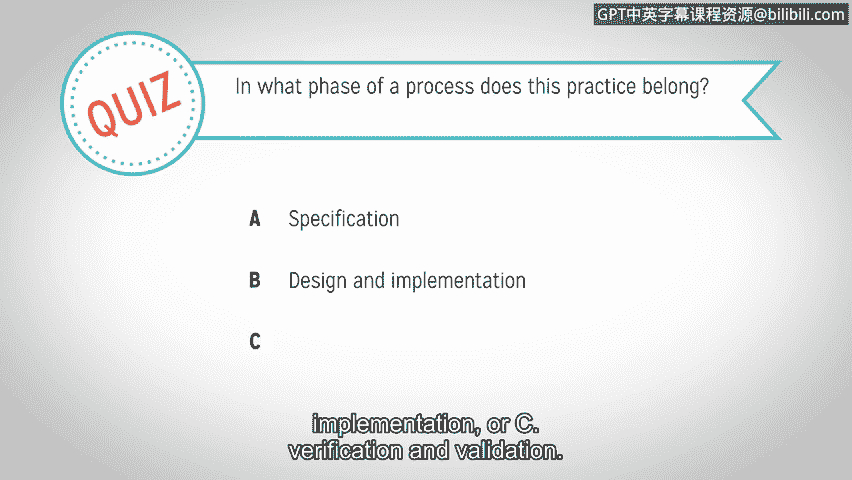 GPT中英字幕课程资源@bilibili.com
QUIZ
In what phase of a process does this practice belong?
A Specification
B Design and implementation
C
implementation, or C.
verification and validation.